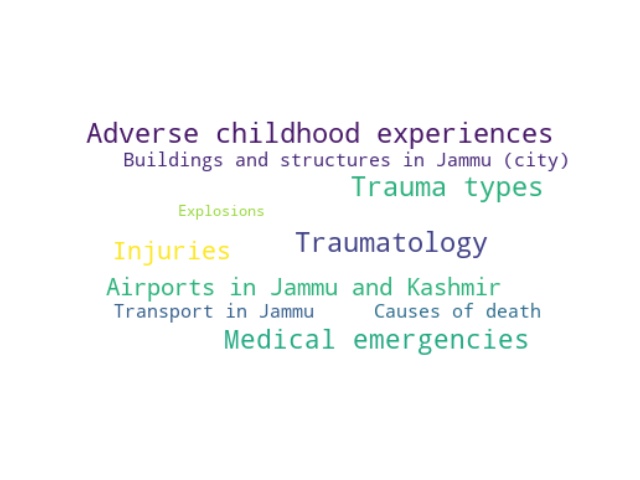 Adverse childhood experiences
Buildings and structures in Jammu (city)
Trauma types
Explosions
Traumatology
Injuries
Airports in Jammu and Kashmir
Transport in Jammu
Causes of death
Medical emergencies